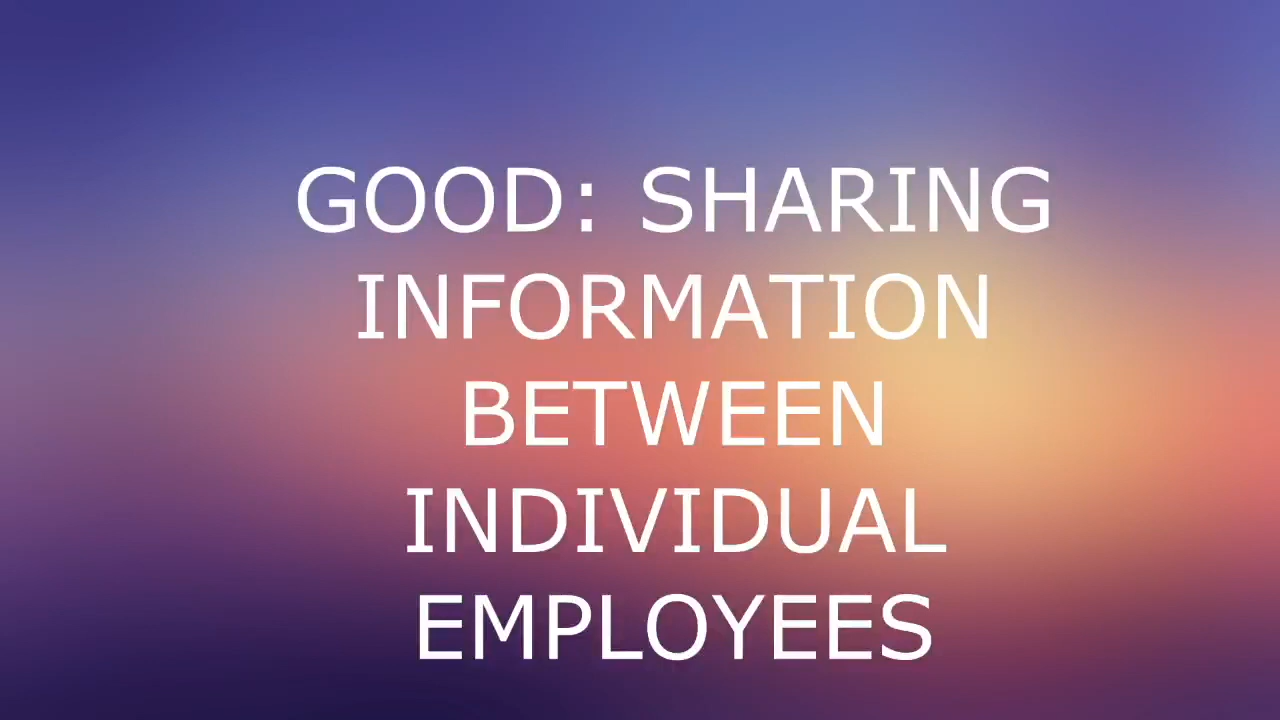 GOOD: SHARING
INFORMATION
BETWEEN
INDIVIDUAL
EMPLOYEES